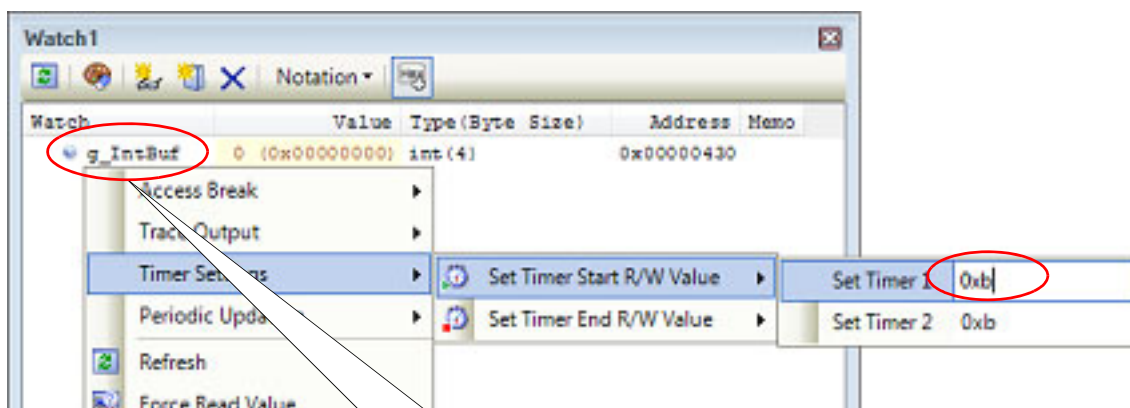 Watch1
Notation
Watch Value Type(Byte Size) Address Memo
g_IntBuf 0 (0x00000000) int(4) 0x00000430
Access Break
Trace Output
Timer Settings Set Timer Start R/W Value Set Timer 1 0xb
Periodic Set Timer End R/W Value Set Timer 2 0xb
Refresh
Force Read Value